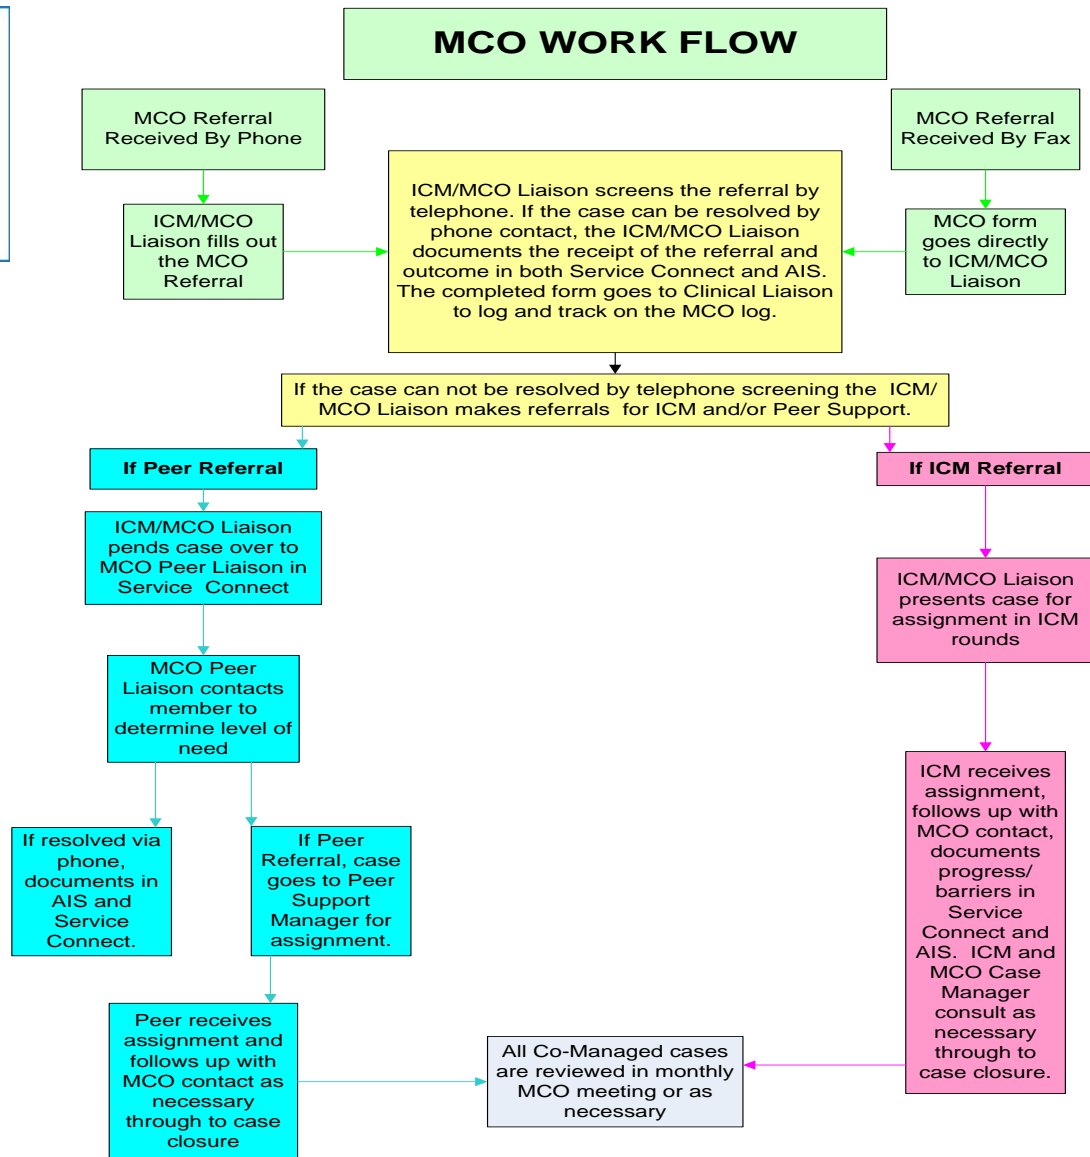 MCO WORK FLOW
MCO Referral
Received By Phone
MCO Referral
Received By Fax
ICM/MCO
Liaison fills out
the MCO
Referral
ICM/MCO Liaison screens the referral by
telephone. If the case can be resolved by
phone contact, the ICM/MCO Liaison
documents the receipt of the referral and
outcome in both Service Connect and AIS.
The completed form goes to Clinical Liaison
to log and track on the MCO log.
MCO form
goes directly
to ICM/MCO
Liaison
If the case can not be resolved by telephone screening the ICM/
MCO Liaison makes referrals for ICM and/or Peer Support.
If Peer Referral
If ICM Referral
ICM/MCO Liaison
pends case over to
MCO Peer Liaison in
Service Connect
ICM/MCO Liaison
presents case for
assignment in ICM
rounds
MCO Peer
Liaison contacts
member to
determine level of
need
If resolved via
phone,
documents in
AIS and
Service
Connect.
If Peer
Referral, case
goes to Peer
Support
Manager for
assignment.
ICM receives
assignment,
follows up with
MCO contact,
documents
progress/
barriers in
Service
Connect and
AIS. ICM and
MCO Case
Manager
consult as
necessary
through to
case closure.
Peer receives
assignment and
follows up with
MCO contact as
necessary
through to case
closure
All Co-Managed cases
are reviewed in monthly
MCO meeting or as
necessary